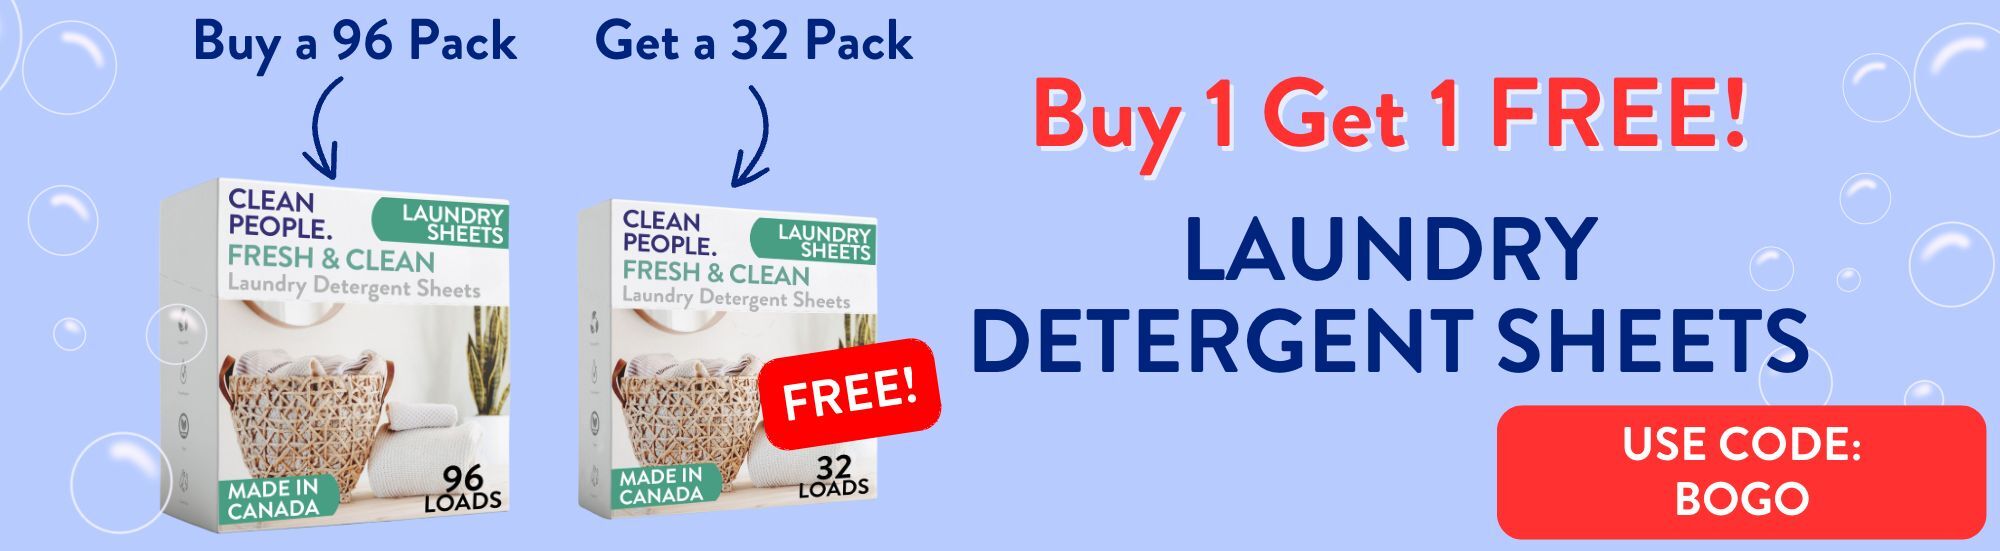 Buy a 96 Pack
Get a 32 Pack
CLEAN
PEOPLE.
LAUNDRY
SHEETS
FRESH & CLEAN
Laundry Detergent Sheets
MADE IN
CANADA
96
LOADS
CLEAN
PEOPLE.
LAUNDRY
SHEETS
FRESH & CLEAN
Laundry Detergent Sheets
FREE!
MADE IN
CANADA
32
LOADS
Buy 1 Get 1 FREE!
LAUNDRY
DETERGENT SHEETS
USE CODE:
BOGO